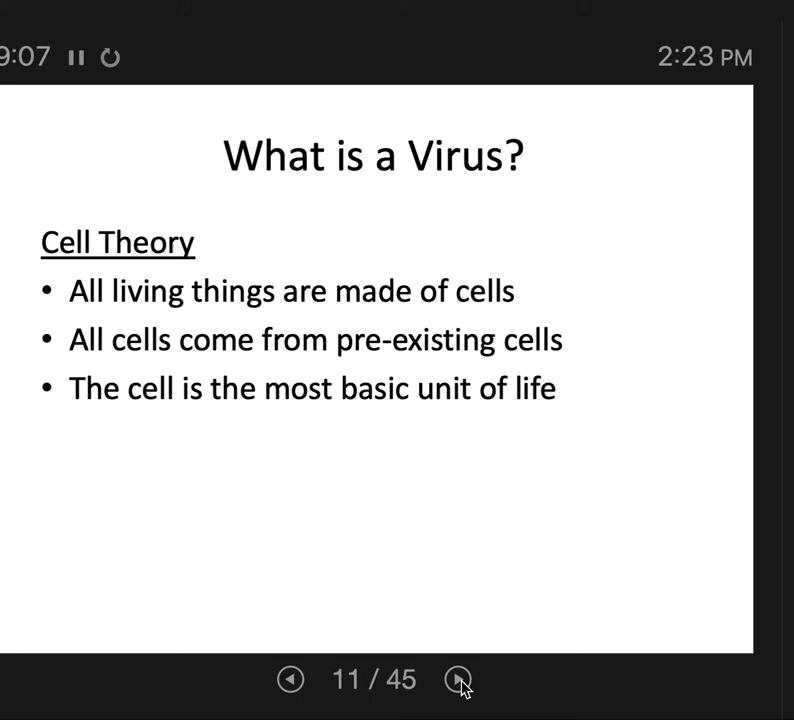 9:07
2:23 PM
What is a Virus?
Cell Theory
• All living things are made of cells
• All cells come from pre-existing cells
• The cell is the most basic unit of life
11 / 45